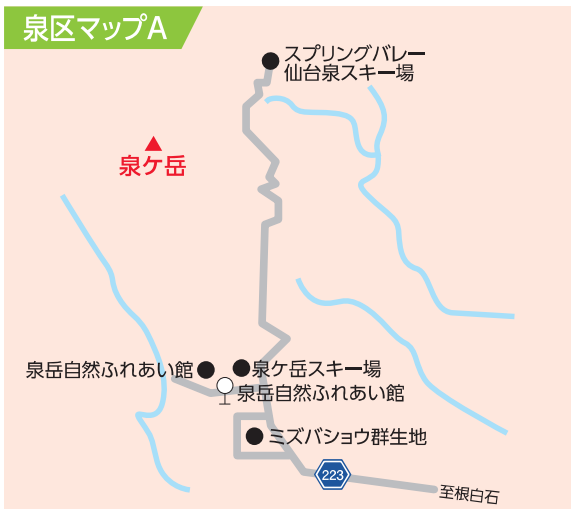 泉区マップA
スプリングバレー
仙台泉スキー場
泉ケ岳
泉岳自然ふれあい館
泉ケ岳スキー場
泉岳自然ふれあい館
ミズバショウ群生地
223
至根白石